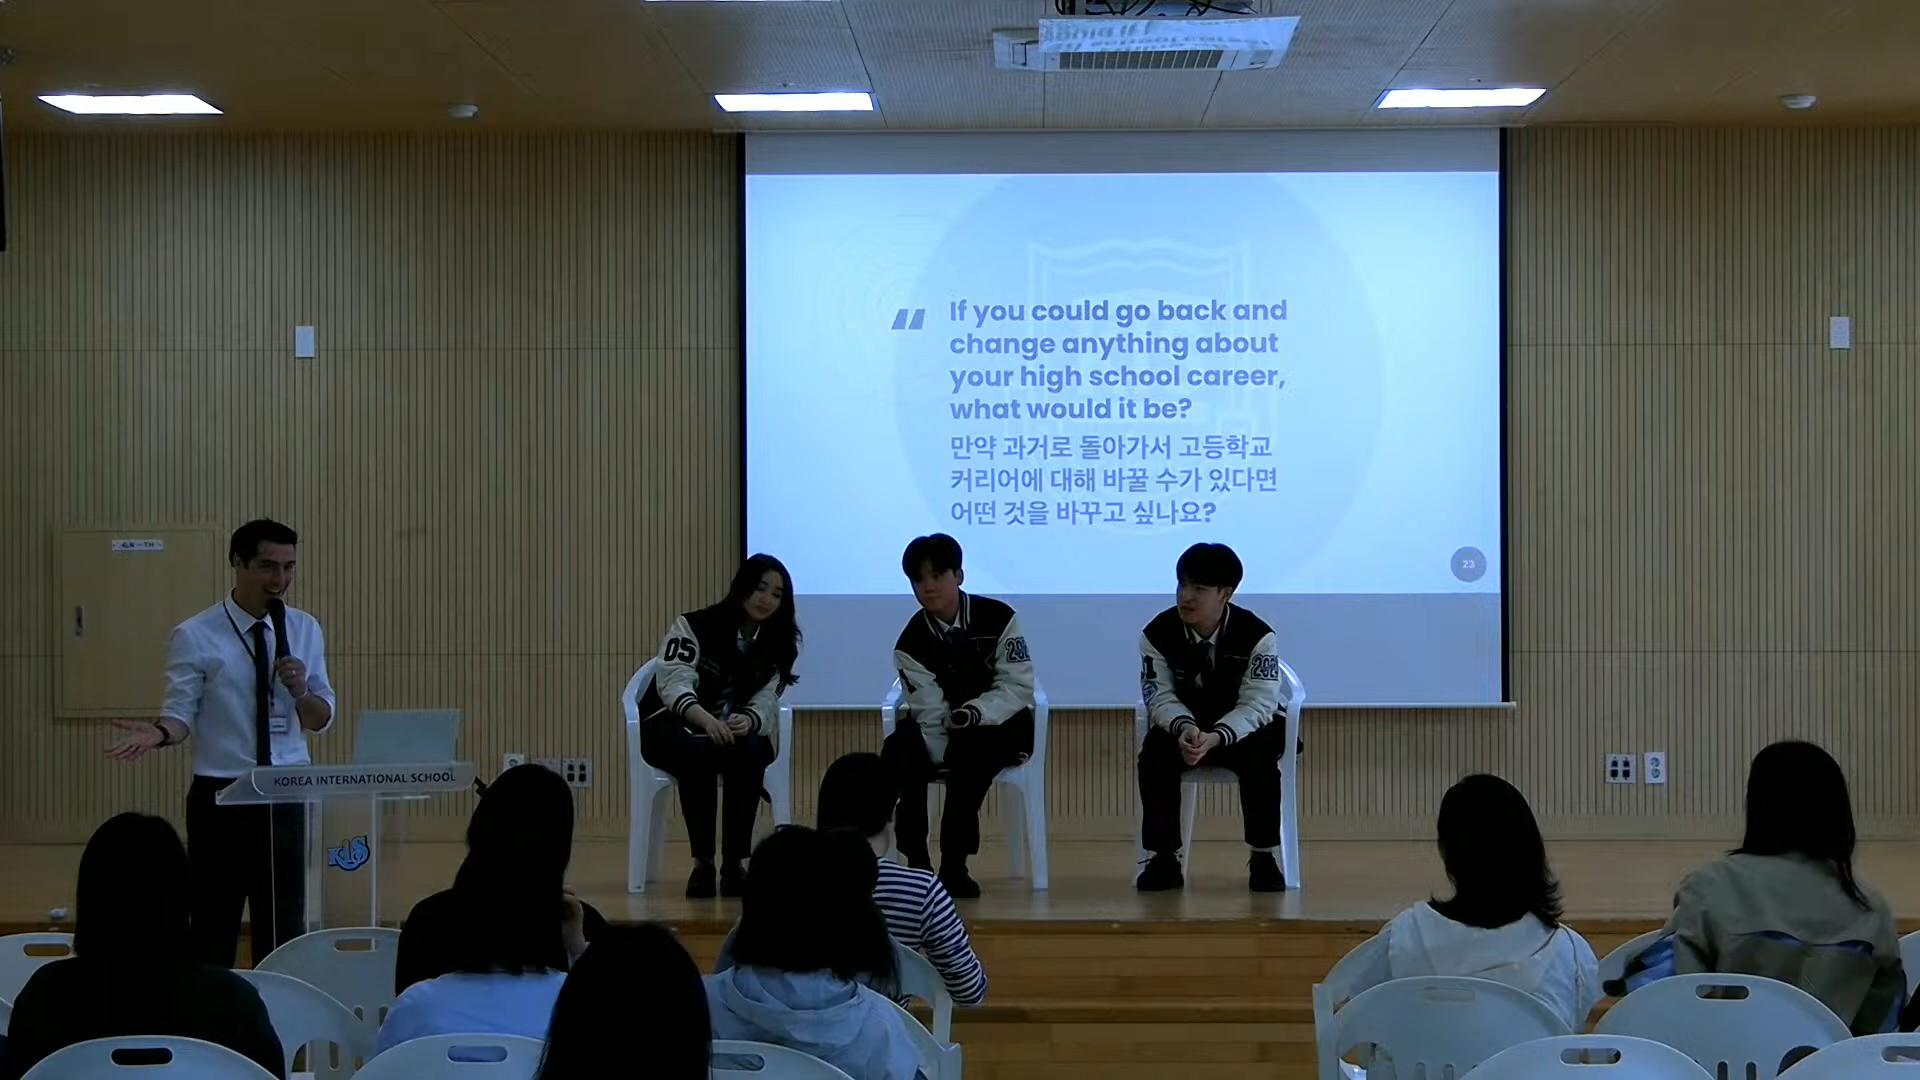 If you could go back and
change anything about
your high school career,
what would it be?
만약 과거로 돌아가서 고등학교
커리어에 대해 바꿀 수가 있다면
어떤 것을 바꾸고 싶나요?
23
05
KOREA INTERNATIONAL SCHOOL
KIS